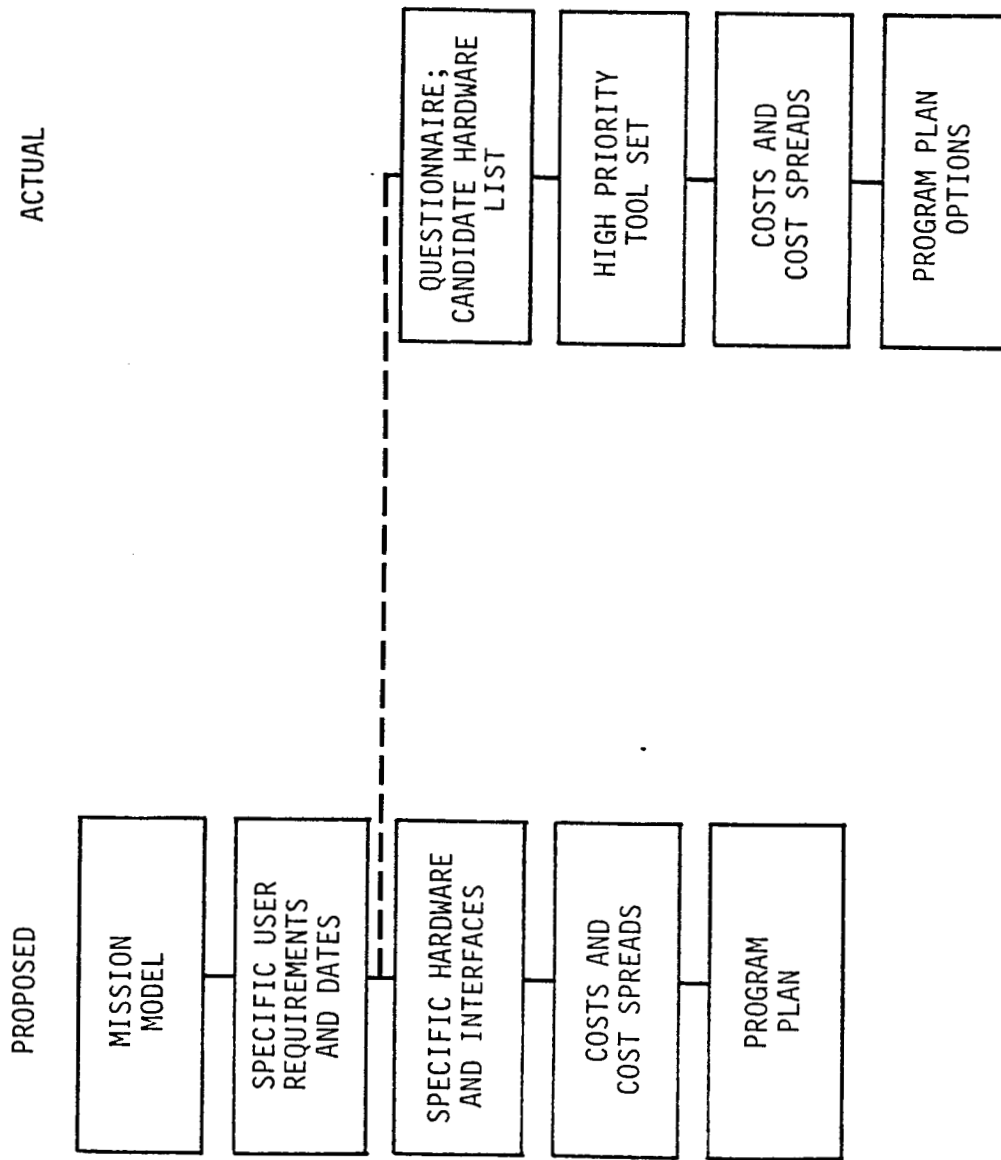 PROPOSED
MISSION
MODEL
SPECIFIC USER
REQUIREMENTS
AND DATES
SPECIFIC HARDWARE
AND INTERFACES
COSTS AND
COST SPREADS
PROGRAM
PLAN
ACTUAL
QUESTIONNAIRE;
CANDIDATE HARDWARE
LIST
HIGH PRIORITY
TOOL SET
COSTS AND
COST SPREADS
PROGRAM PLAN
OPTIONS